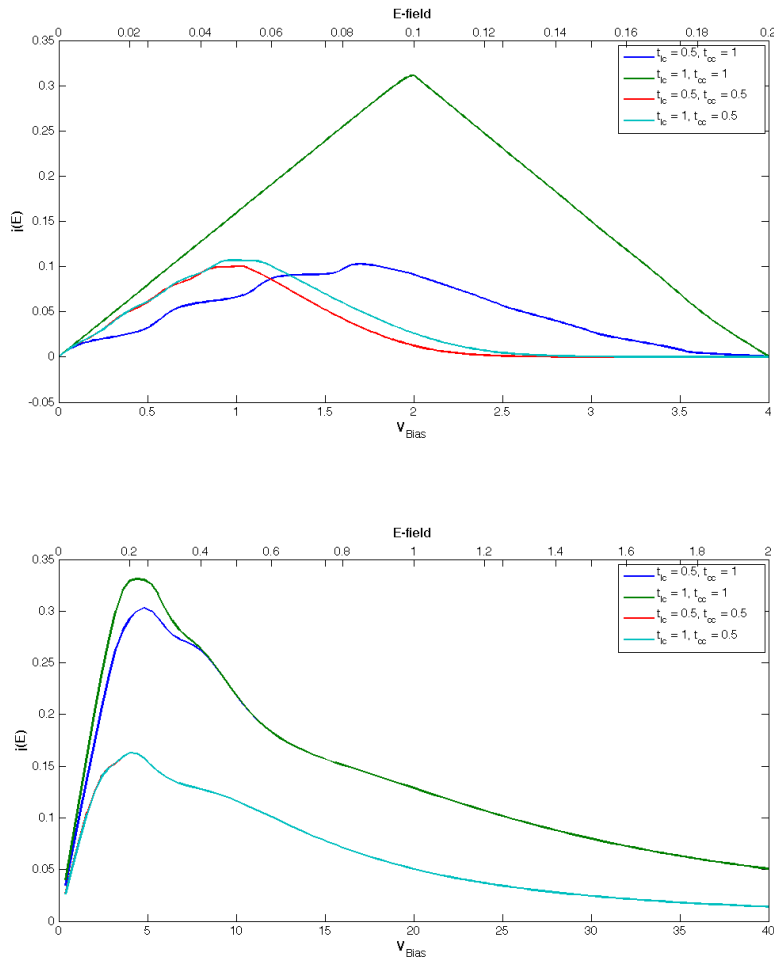 E-field
0 0.02 0.04 0.06 0.08 0.1 0.12 0.14 0.16 0.18 0.2
0.35
0.3
0.25
0.2
0.15
0.1
0.05
0
-0.05
j(E)
t_lc = 0.5, t_cc = 1
t_lc = 1, t_cc = 1
t_lc = 0.5, t_cc = 0.5
t_lc = 1, t_cc = 0.5
0 0.5 1 1.5 2 2.5 3 3.5 4
V_Bias
E-field
0 0.2 0.4 0.6 0.8 1 1.2 1.4 1.6 1.8 2
0.35
0.3
0.25
0.2
0.15
0.1
0.05
0
j(E)
t_lc = 0.5, t_cc = 1
t_lc = 1, t_cc = 1
t_lc = 0.5, t_cc = 0.5
t_lc = 1, t_cc = 0.5
0 5 10 15 20 25 30 35 40
V_Bias